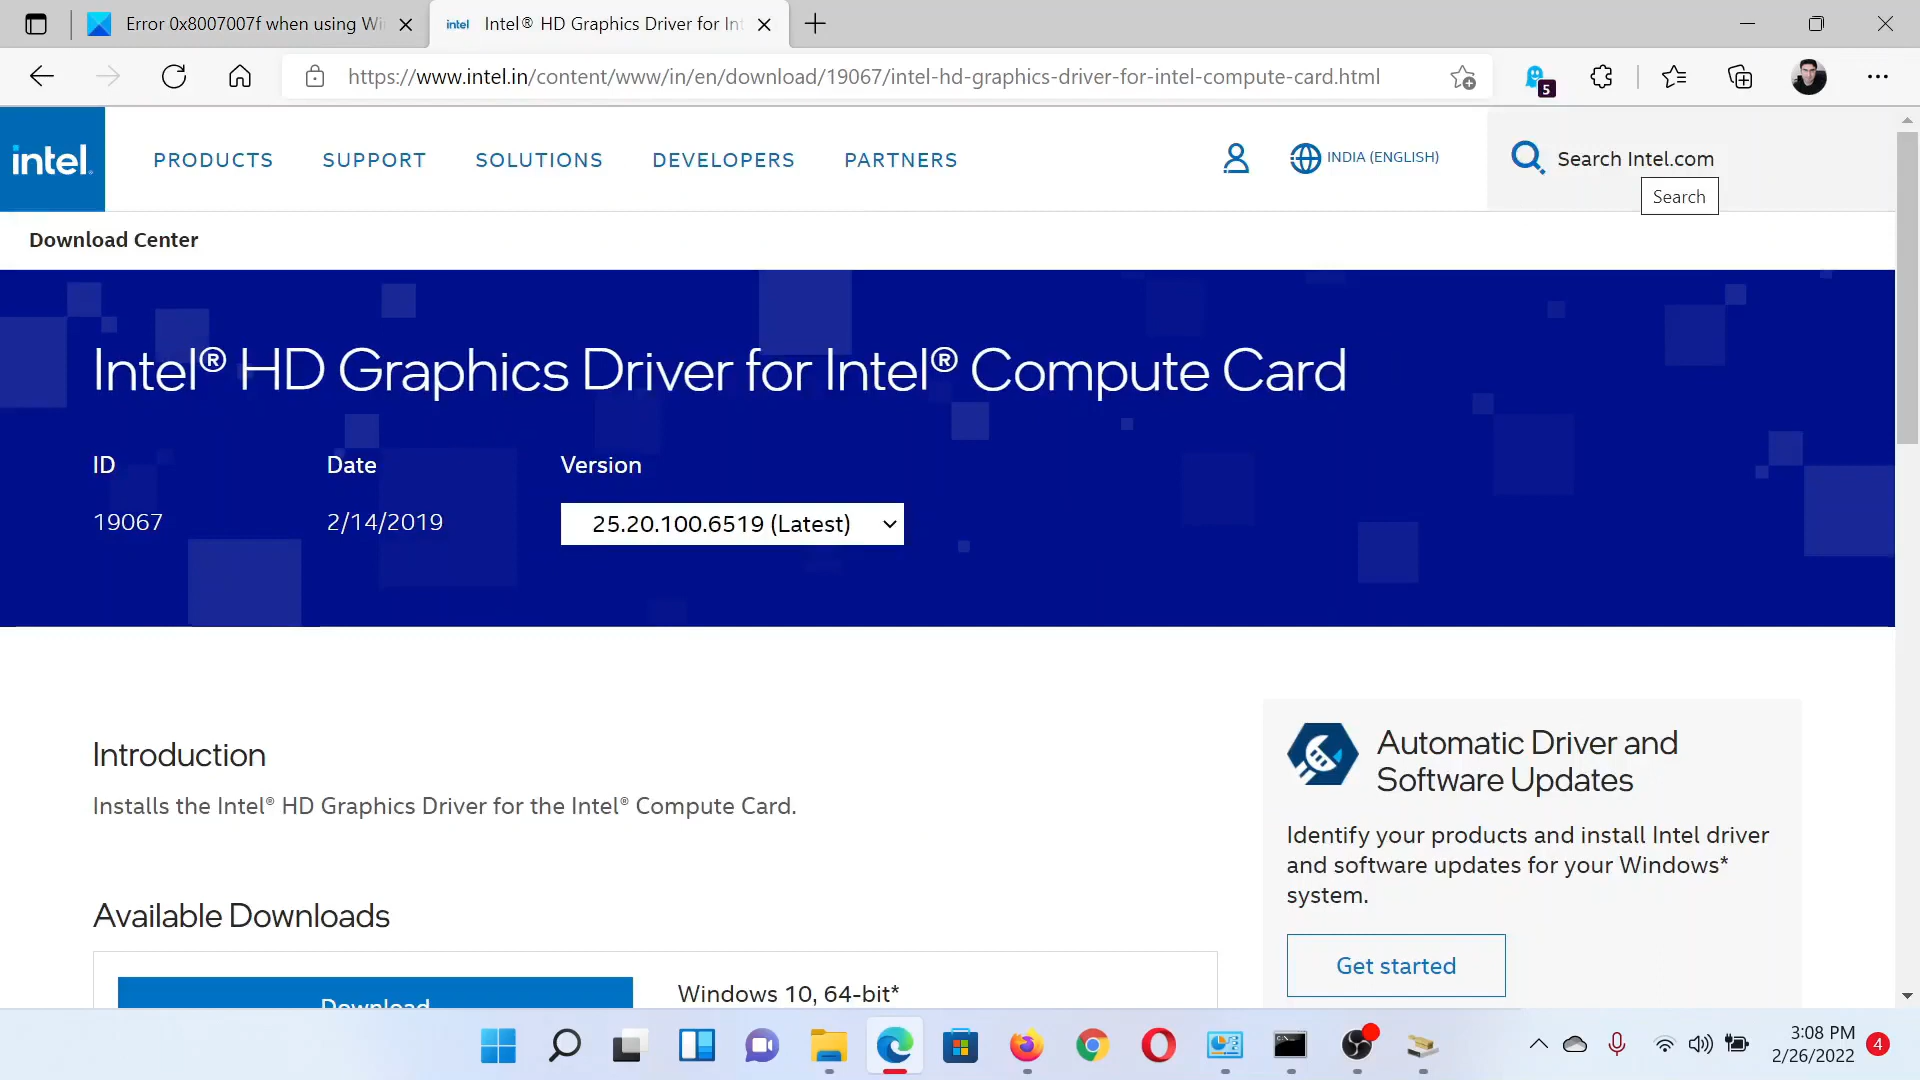 Error 0x8007007f when using Wi
Intel® HD Graphics Driver for Int
https://www.intel.in/content/www/in/en/download/19067/intel-hd-graphics-driver-for-intel-compute-card.html
5
intel.
PRODUCTS
SUPPORT
SOLUTIONS
DEVELOPERS
PARTNERS
INDIA (ENGLISH)
Search Intel.com
Search
Download Center
Intel® HD Graphics Driver for Intel® Compute Card
ID
Date
Version
19067
2/14/2019
25.20.100.6519 (Latest)
Introduction
Installs the Intel® HD Graphics Driver for the Intel® Compute Card.
Available Downloads
Download
Windows 10, 64-bit*
Automatic Driver and
Software Updates
Identify your products and install Intel driver
and software updates for your Windows*
system.
Get started
3:08 PM
2/26/2022
4